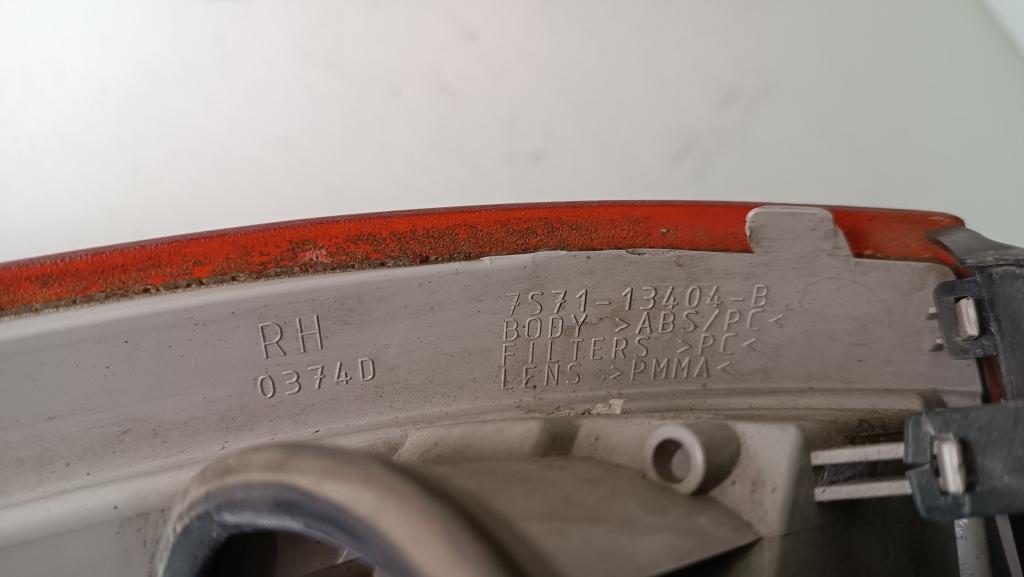 RH
0374D
7S71-13404-B
BODY >ABS/PC<
FILTERS >PC<
LENS >PMMA<